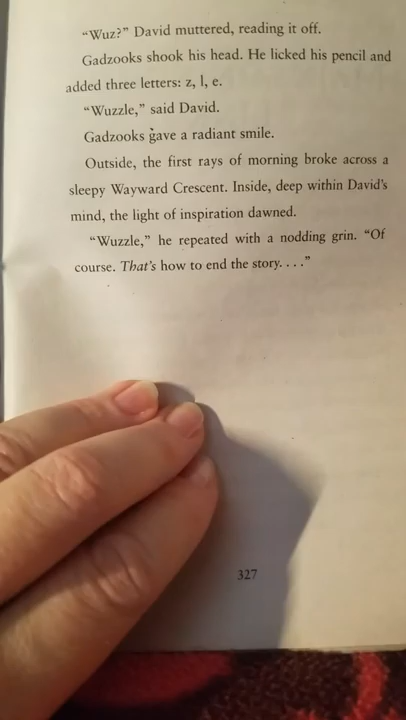 “Wuz?” David muttered, reading it off.
Gadzooks shook his head. He licked his pencil and
added three letters: z, l, e.
“Wuzzle,” said David.
Gadzooks gave a radiant smile.
Outside, the first rays of morning broke across a
sleepy Wayward Crescent. Inside, deep within David’s
mind, the light of inspiration dawned.
“Wuzzle,” he repeated with a nodding grin. “Of
course. That’s how to end the story. . . .”
327